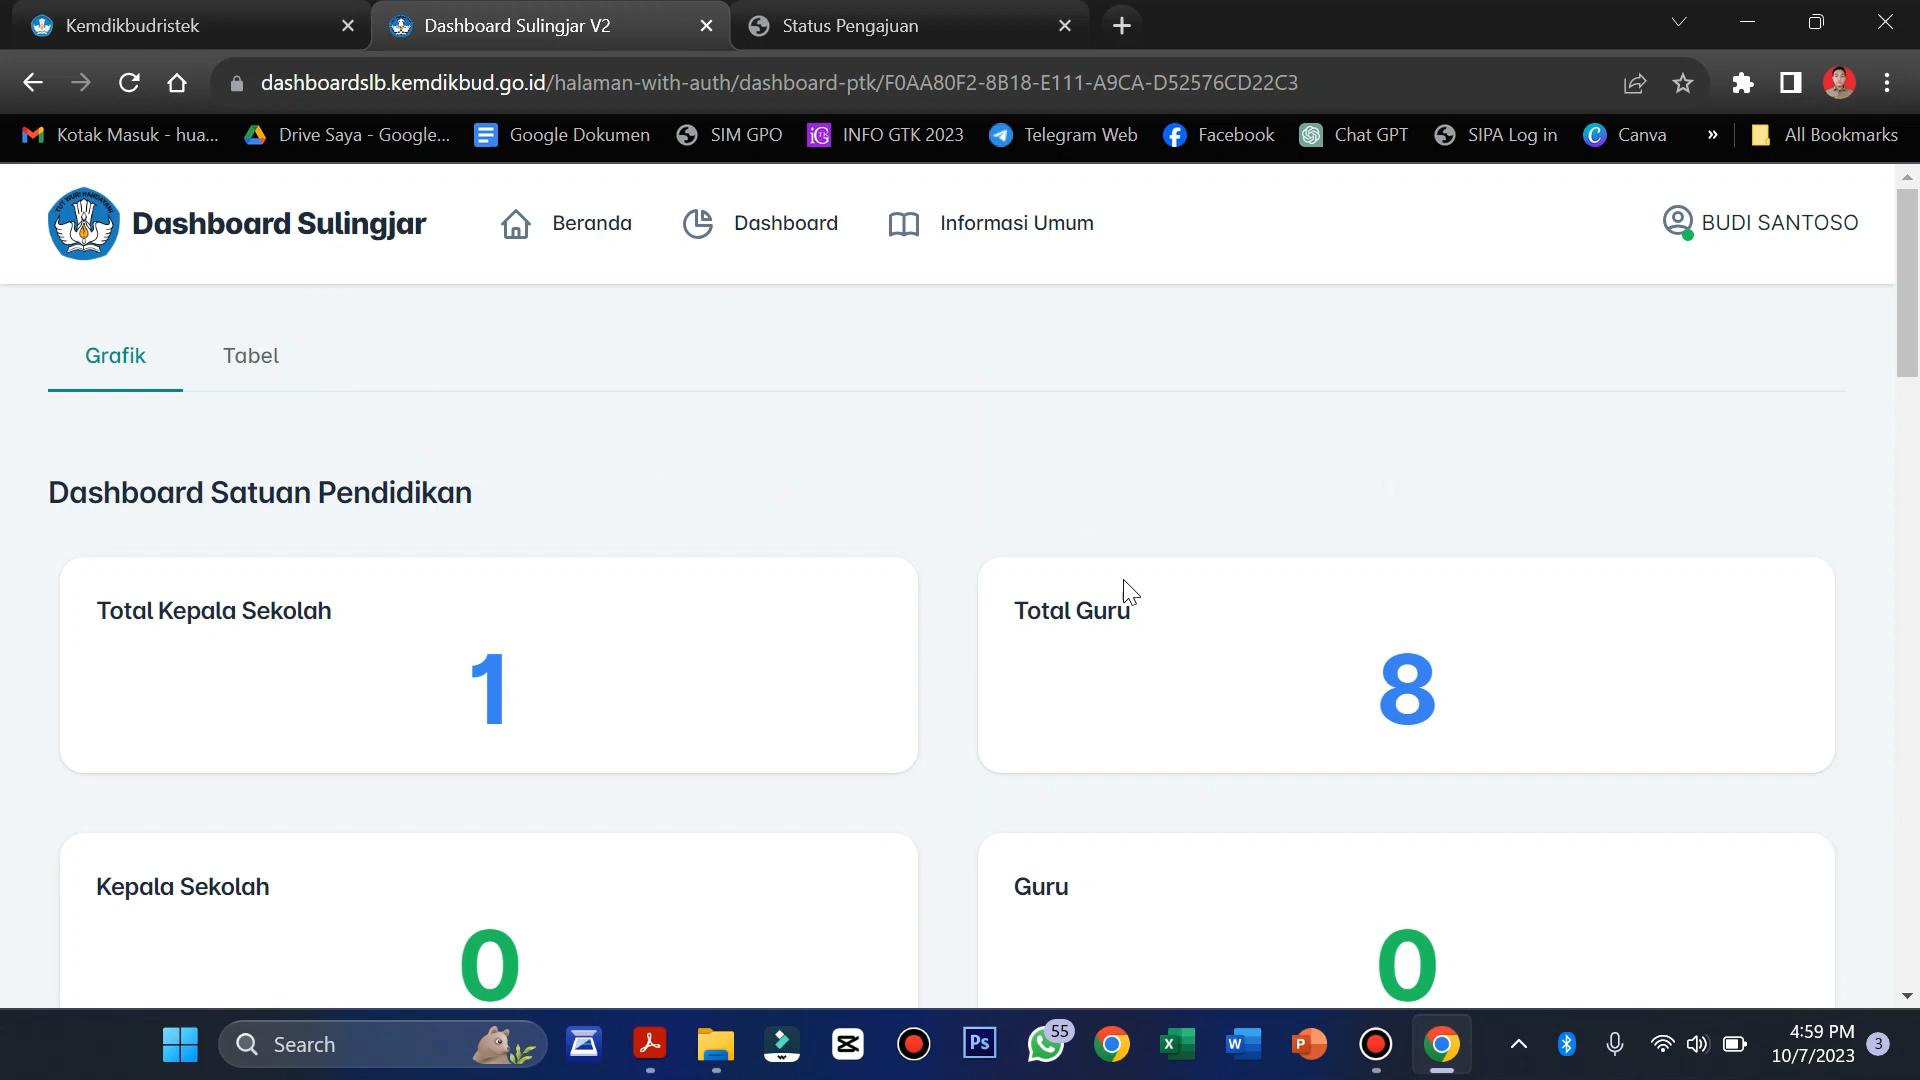 Kemdikbudristek
Dashboard Sulingjar V2
Status Pengajuan
dashboardslb.kemdikbud.go.id/halaman-with-auth/dashboard-ptk/F0AA80F2-8B18-E111-A9CA-D52576CD22C3
Kotak Masuk - hua...
Drive Saya - Google...
Google Dokumen
SIM GPO
INFO GTK 2023
Telegram Web
Facebook
Chat GPT
SIPA Log in
Canva
»
All Bookmarks
Dashboard Sulingjar
Beranda
Dashboard
Informasi Umum
BUDI SANTOSO
Grafik
Tabel
Dashboard Satuan Pendidikan
Total Kepala Sekolah
1
Total Guru
8
Kepala Sekolah
0
Guru
0
Search
Ps
55
X
W
P
4:59 PM
10/7/2023
3